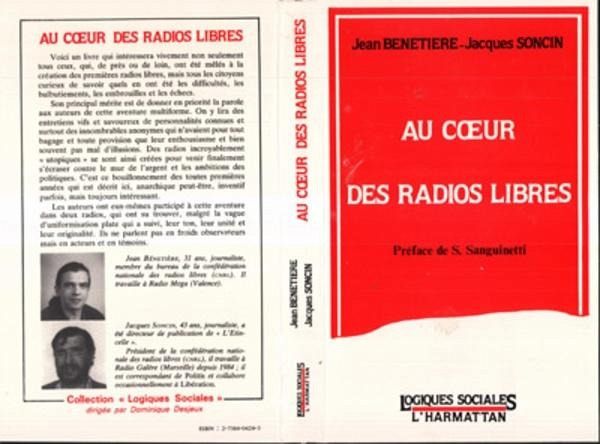 AU CŒUR DES RADIOS LIBRES
Voici un livre qui intéressera vivement non seulement
tous ceux, qui, de près ou de loin, ont été mêlés à la
création des premières radios libres, mais tous les citoyens
curieux de savoir quels en ont été les difficultés, les
balbutiements, les embrouilles et les échecs.
Son principal mérite est de donner en priorité la parole
aux auteurs de cette aventure multiforme. On y lira des
entretiens vifs et savoureux de personnalités connues et
surtout des innombrables anonymes qui n'avaient pour tout
bagage et toute provision que leur enthousiasme et bien
souvent pas mal d'illusions. Des radios incroyablement
« utopiques » se sont ainsi créées pour venir finalement
s'écraser contre le mur de l'argent et les ambitions des
politiques. C'est ce bouillonnement des toutes premières
années qui est décrit ici, anarchique peut-être, inventif
parfois, mais toujours intéressant.
Les auteurs ont eux-mêmes participé à cette aventure
dans deux radios, qui ont su trouver, malgré la vague
d'uniformisation plate qui a suivi, leur ton, leur unité et
leur originalité. Ils ne parlent pas en froids observateurs
mais en acteurs et en témoins.
Jean BÉNÉTIÈRE, 31 ans, journaliste,
membre du bureau de la confédération
nationale des radios libres (CNRL). Il
travaille à Radio Mega (Valence).
Jacques SONCIN, 43 ans, journaliste, a
été directeur de publication de « L'Etin-
celle ».
Président de la confédération natio-
nale des radios libres (CNRL), il travaille à
Radio Galère (Marseille) depuis 1984 ; il
est correspondant de Politis et collabore
occasionnellement à Libération.
Collection « Logiques Sociales »
dirigée par Dominique Desjeux
ISBN : 2-7384-0424-5
AU CŒUR DES RADIOS LIBRES
Jean BENETIERE
Jacques SONCIN
LOGIQUES SOCIALES
L'HARMATTAN
Jean BENETIERE-Jacques SONCIN
AU CŒUR
DES RADIOS LIBRES
Préface de S. Sanguinetti
LOGIQUES SOCIALES
L'HARMATTAN